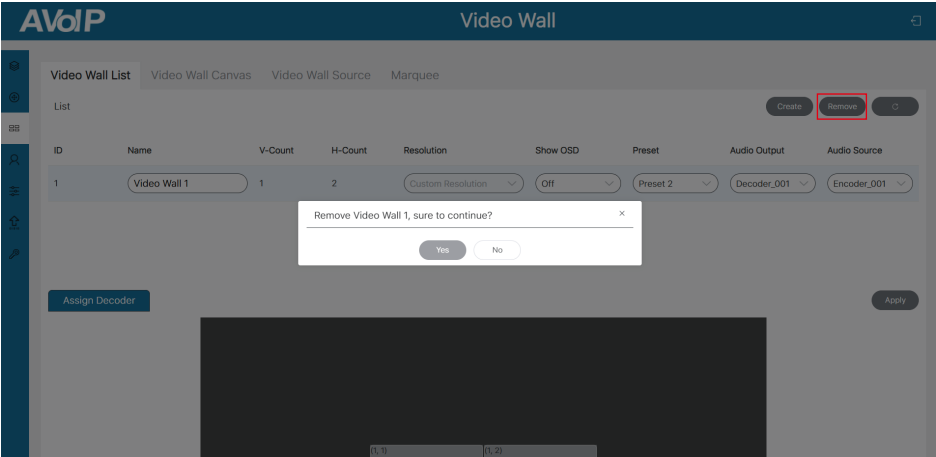 AVoIP
Video Wall
Video Wall List Video Wall Canvas Video Wall Source Marquee
List Create Remove
ID Name V-Count H-Count Resolution Show OSD Preset Audio Output Audio Source
1 Video Wall 1 1 2 Custom Resolution Off Preset 2 Decoder_001 Encoder_001
Remove Video Wall 1, sure to continue? ×
Yes No
Assign Decoder Apply
(1, 1) (1, 2)